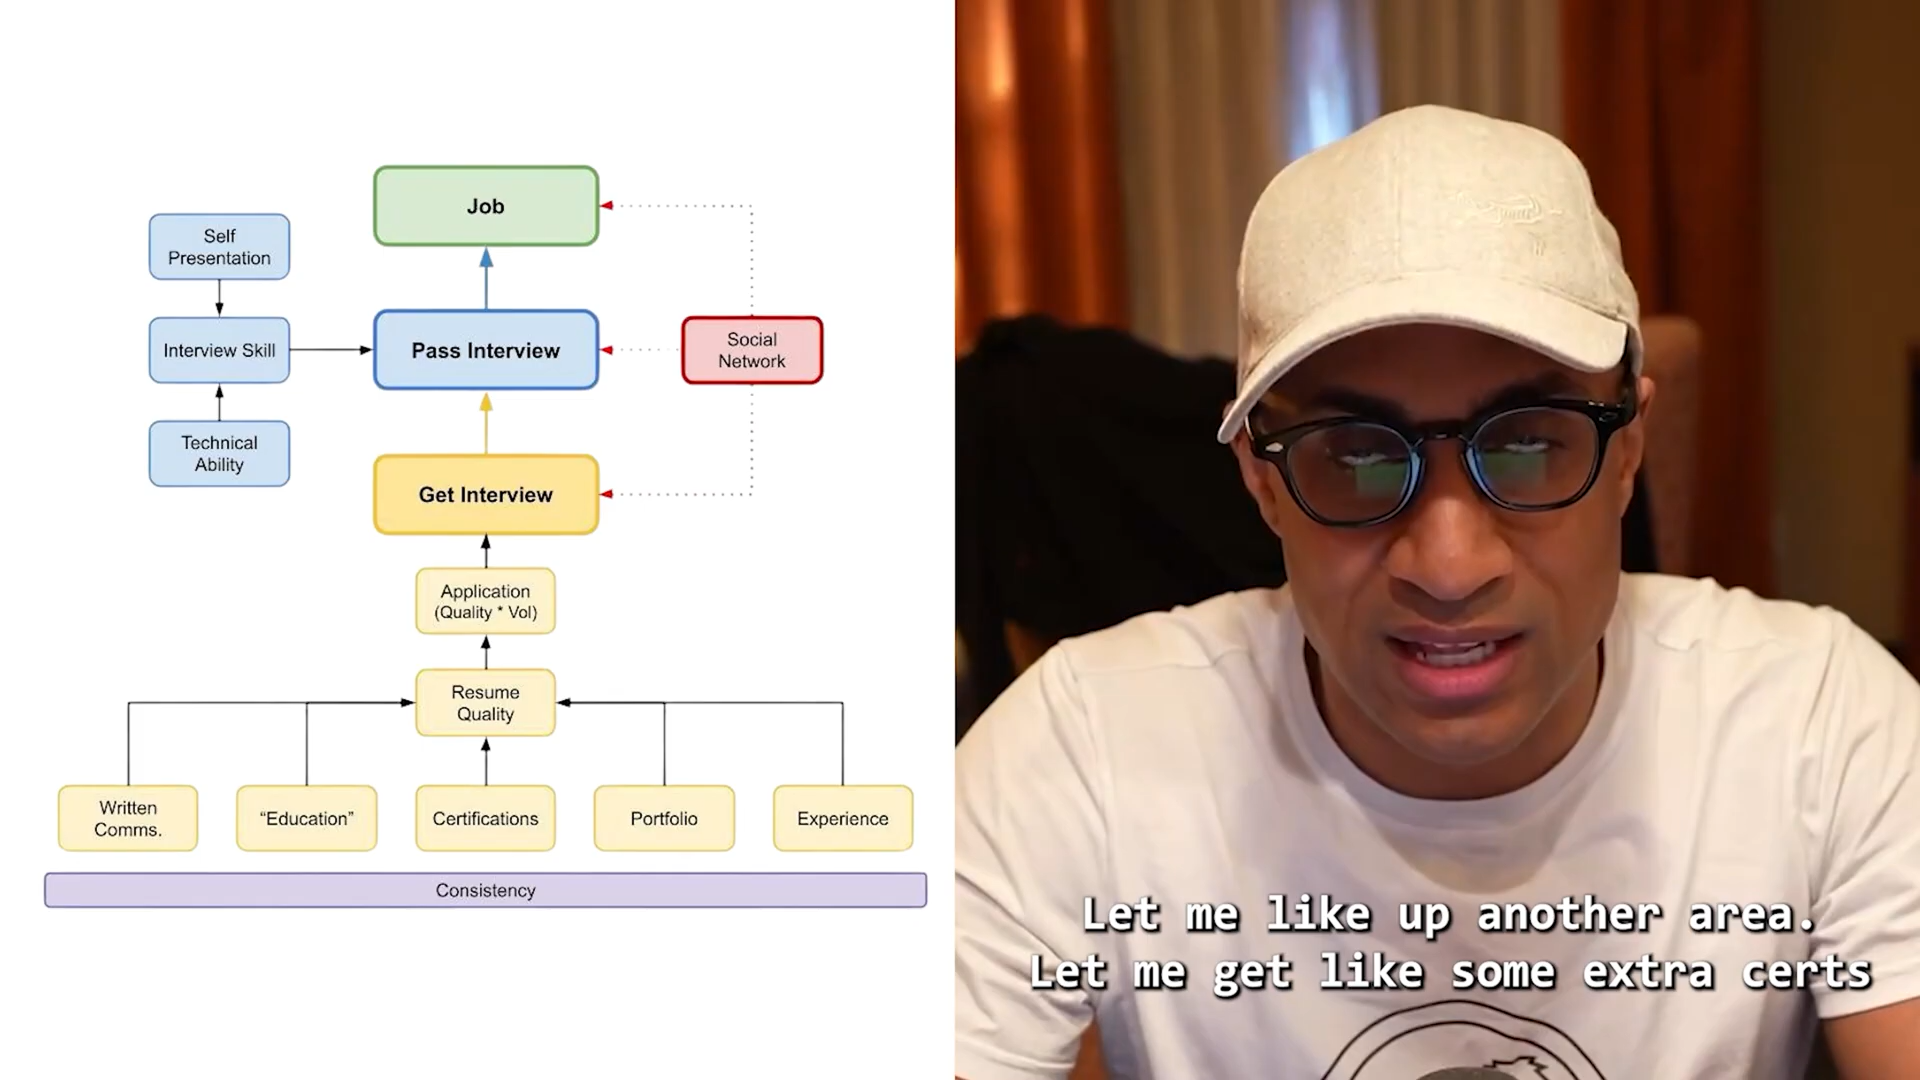 Job
Self
Presentation
Interview Skill
Pass Interview
Social
Network
Technical
Ability
Get Interview
Application
(Quality * Vol)
Resume
Quality
Written
Comms.
“Education”
Certifications
Portfolio
Experience
Consistency
Let me like up another area.
Let me get like some extra certs